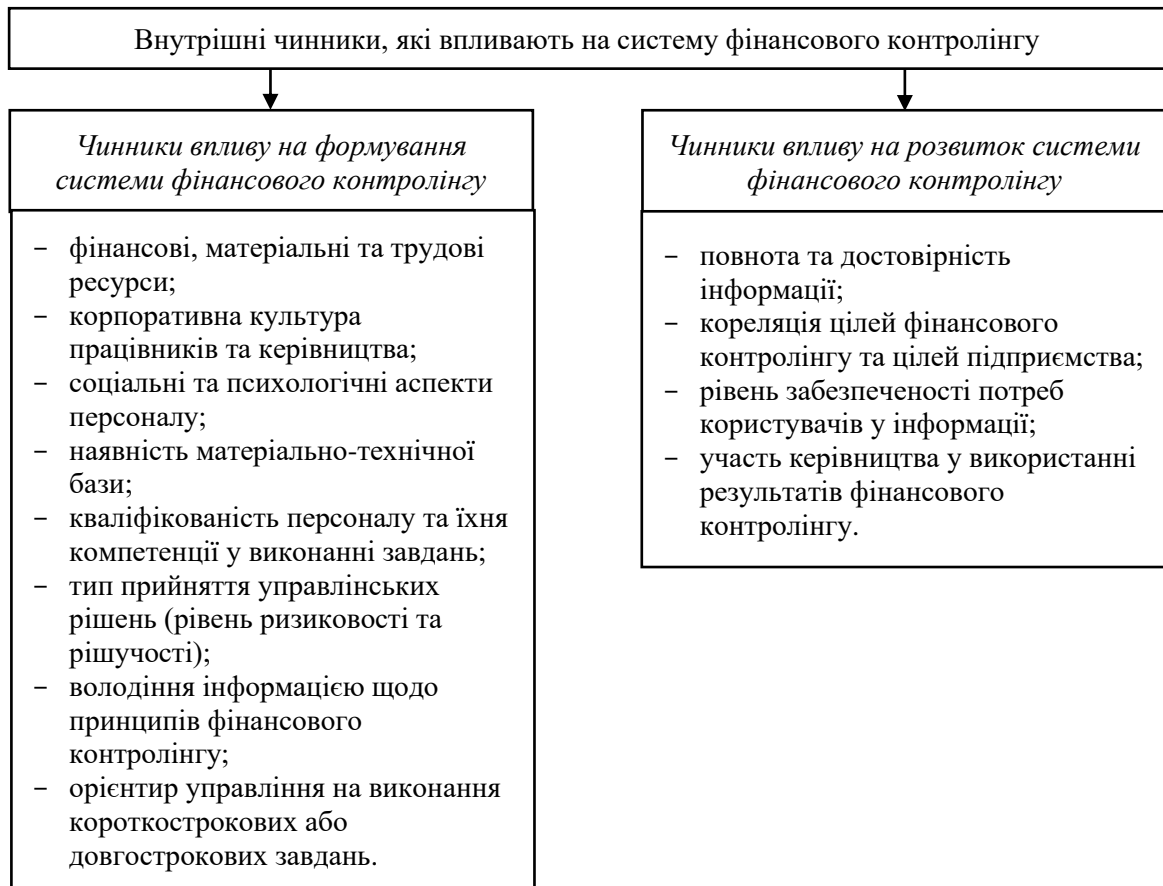 Внутрішні чинники, які впливають на систему фінансового контролінгу
Чинники впливу на формування
системи фінансового контролінгу
− фінансові, матеріальні та трудові
ресурси;
− корпоративна культура
працівників та керівництва;
− соціальні та психологічні аспекти
персоналу;
− наявність матеріально-технічної
бази;
− кваліфікованість персоналу та їхня
компетенції у виконанні завдань;
− тип прийняття управлінських
рішень (рівень ризиковості та
рішучості);
− володіння інформацією щодо
принципів фінансового
контролінгу;
− орієнтир управління на виконання
короткострокових або
довгострокових завдань.
Чинники впливу на розвиток системи
фінансового контролінгу
− повнота та достовірність
інформації;
− кореляція цілей фінансового
контролінгу та цілей підприємства;
− рівень забезпеченості потреб
користувачів у інформації;
− участь керівництва у використанні
результатів фінансового
контролінгу.